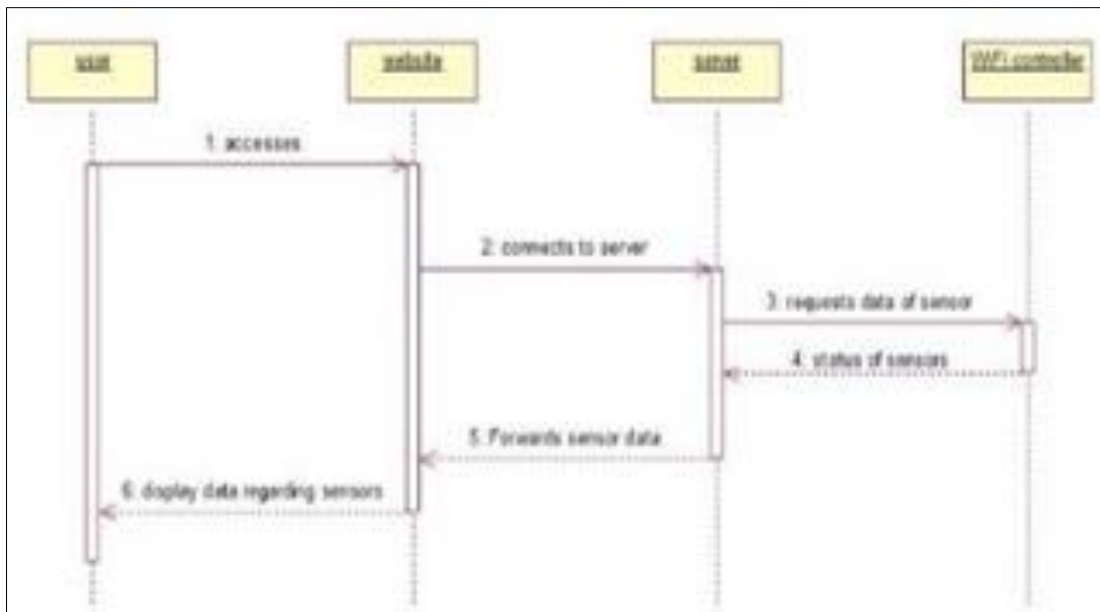 user
website
server
WiFi controller
1: accesses
2: connects to server
3: requests data of sensor
4: status of sensors
5: Forwards sensor data
6: display data regarding sensors